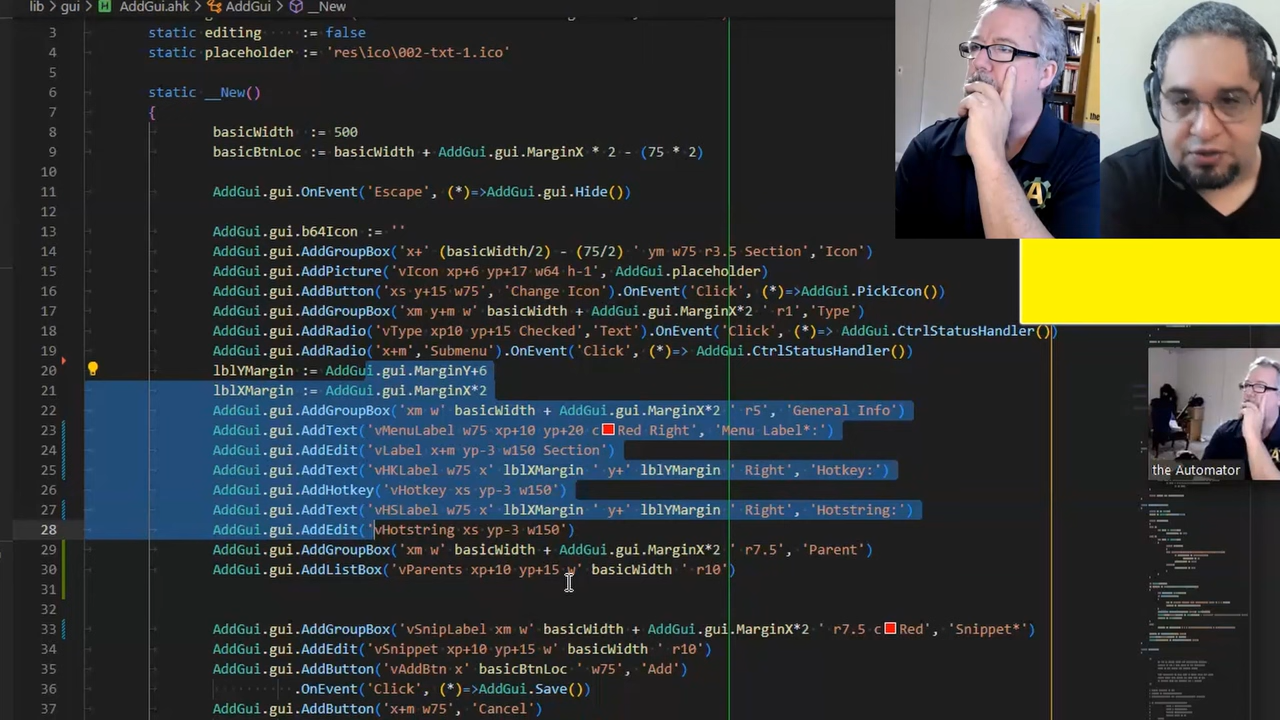 lib > gui > AddGui.ahk > AddGui > __New
3 static editing := false
4 static placeholder := 'res\ico\002-txt-1.ico'
5
6 static __New()
7 {
8 basicWidth := 500
9 basicBtnLoc := basicWidth + AddGui.gui.MarginX * 2 - (75 * 2)
10
11 AddGui.gui.OnEvent('Escape', (*)=>AddGui.gui.Hide())
12
13 AddGui.gui.b64Icon := ''
14 AddGui.gui.AddGroupBox('x+' (basicWidth/2) - (75/2) ' ym w75 r3.5 Section','Icon')
15 AddGui.gui.AddPicture('vIcon xp+6 yp+17 w64 h-1', AddGui.placeholder)
16 AddGui.gui.AddButton('xs y+15 w75', 'Change Icon').OnEvent('Click', (*)=>AddGui.PickIcon())
17 AddGui.gui.AddGroupBox('xm y+m w' basicWidth + AddGui.gui.MarginX*2 ' r1','Type')
18 AddGui.gui.AddRadio('vType xp10 yp+15 Checked','Text').OnEvent('Click', (*)=> AddGui.CtrlStatusHandler())
19 AddGui.gui.AddRadio('x+m','Submenu').OnEvent('Click', (*)=> AddGui.CtrlStatusHandler())
20 lblYMargin := AddGui.gui.MarginY+6
21 lblXMargin := AddGui.gui.MarginX*2
22 AddGui.gui.AddGroupBox('xm w' basicWidth + AddGui.gui.MarginX*2 ' r5', 'General Info')
23 AddGui.gui.AddText('vMenuLabel w75 xp+10 yp+20 cRed Right', 'Menu Label*:')
24 AddGui.gui.AddEdit('vLabel x+m yp-3 w150 Section')
25 AddGui.gui.AddText('vHKLabel w75 x' lblXMargin ' y+' lblYMargin ' Right', 'Hotkey:')
26 AddGui.gui.AddHotkey('vHotkey xs yp-3 w150')
27 AddGui.gui.AddText('vHSLabel w75 x' lblXMargin ' y+' lblYMargin ' Right', 'Hotstring:')
28 AddGui.gui.AddEdit('vHotstring xs yp-3 w150')
29 AddGui.gui.AddGroupBox('xm w' basicWidth + AddGui.gui.MarginX*2 ' r7.5', 'Parent')
30 AddGui.gui.AddListBox('vParents yp+15 w' basicWidth ' r10')
31
32
33 AddGui.gui.AddGroupBox('vSnip w' basicWidth + AddGui.gui.MarginX*2 ' r7.5 cRed', 'Snippet*')
34 AddGui.gui.AddEdit('vSnippet yp+15 w' basicWidth ' r10')
35 AddGui.gui.AddButton('vAddBtn basicBtnLoc ' w75', 'Add')
36 .OnEvent('Click', (*)=>AddGui.Save())
37 AddGui.gui.AddButton('x+m w75', 'Cancel')
the Automator